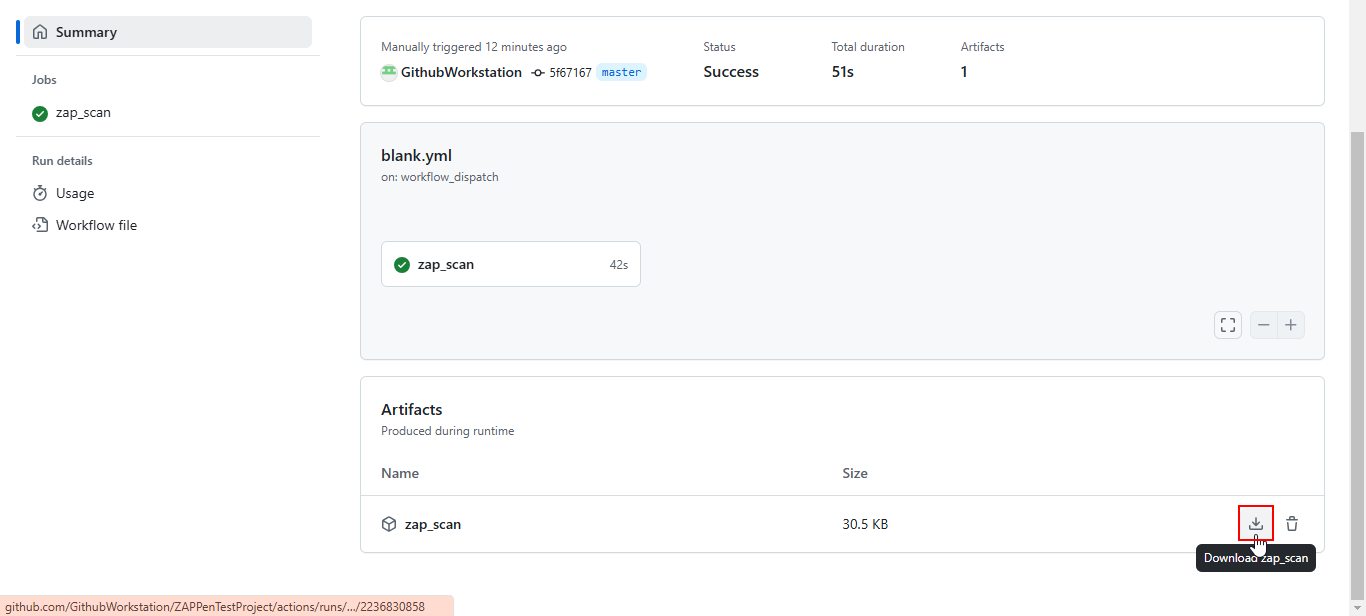 Summary
Jobs
zap_scan
Run details
Usage
Workflow file
Manually triggered 12 minutes ago
GithubWorkstation 5f67167 master
Status
Success
Total duration
51s
Artifacts
1
blank.yml
on: workflow_dispatch
zap_scan 42s
Artifacts
Produced during runtime
Name Size
zap_scan 30.5 KB
Download zap_scan
github.com/GithubWorkstation/ZAPPenTestProject/actions/runs/.../2236830858